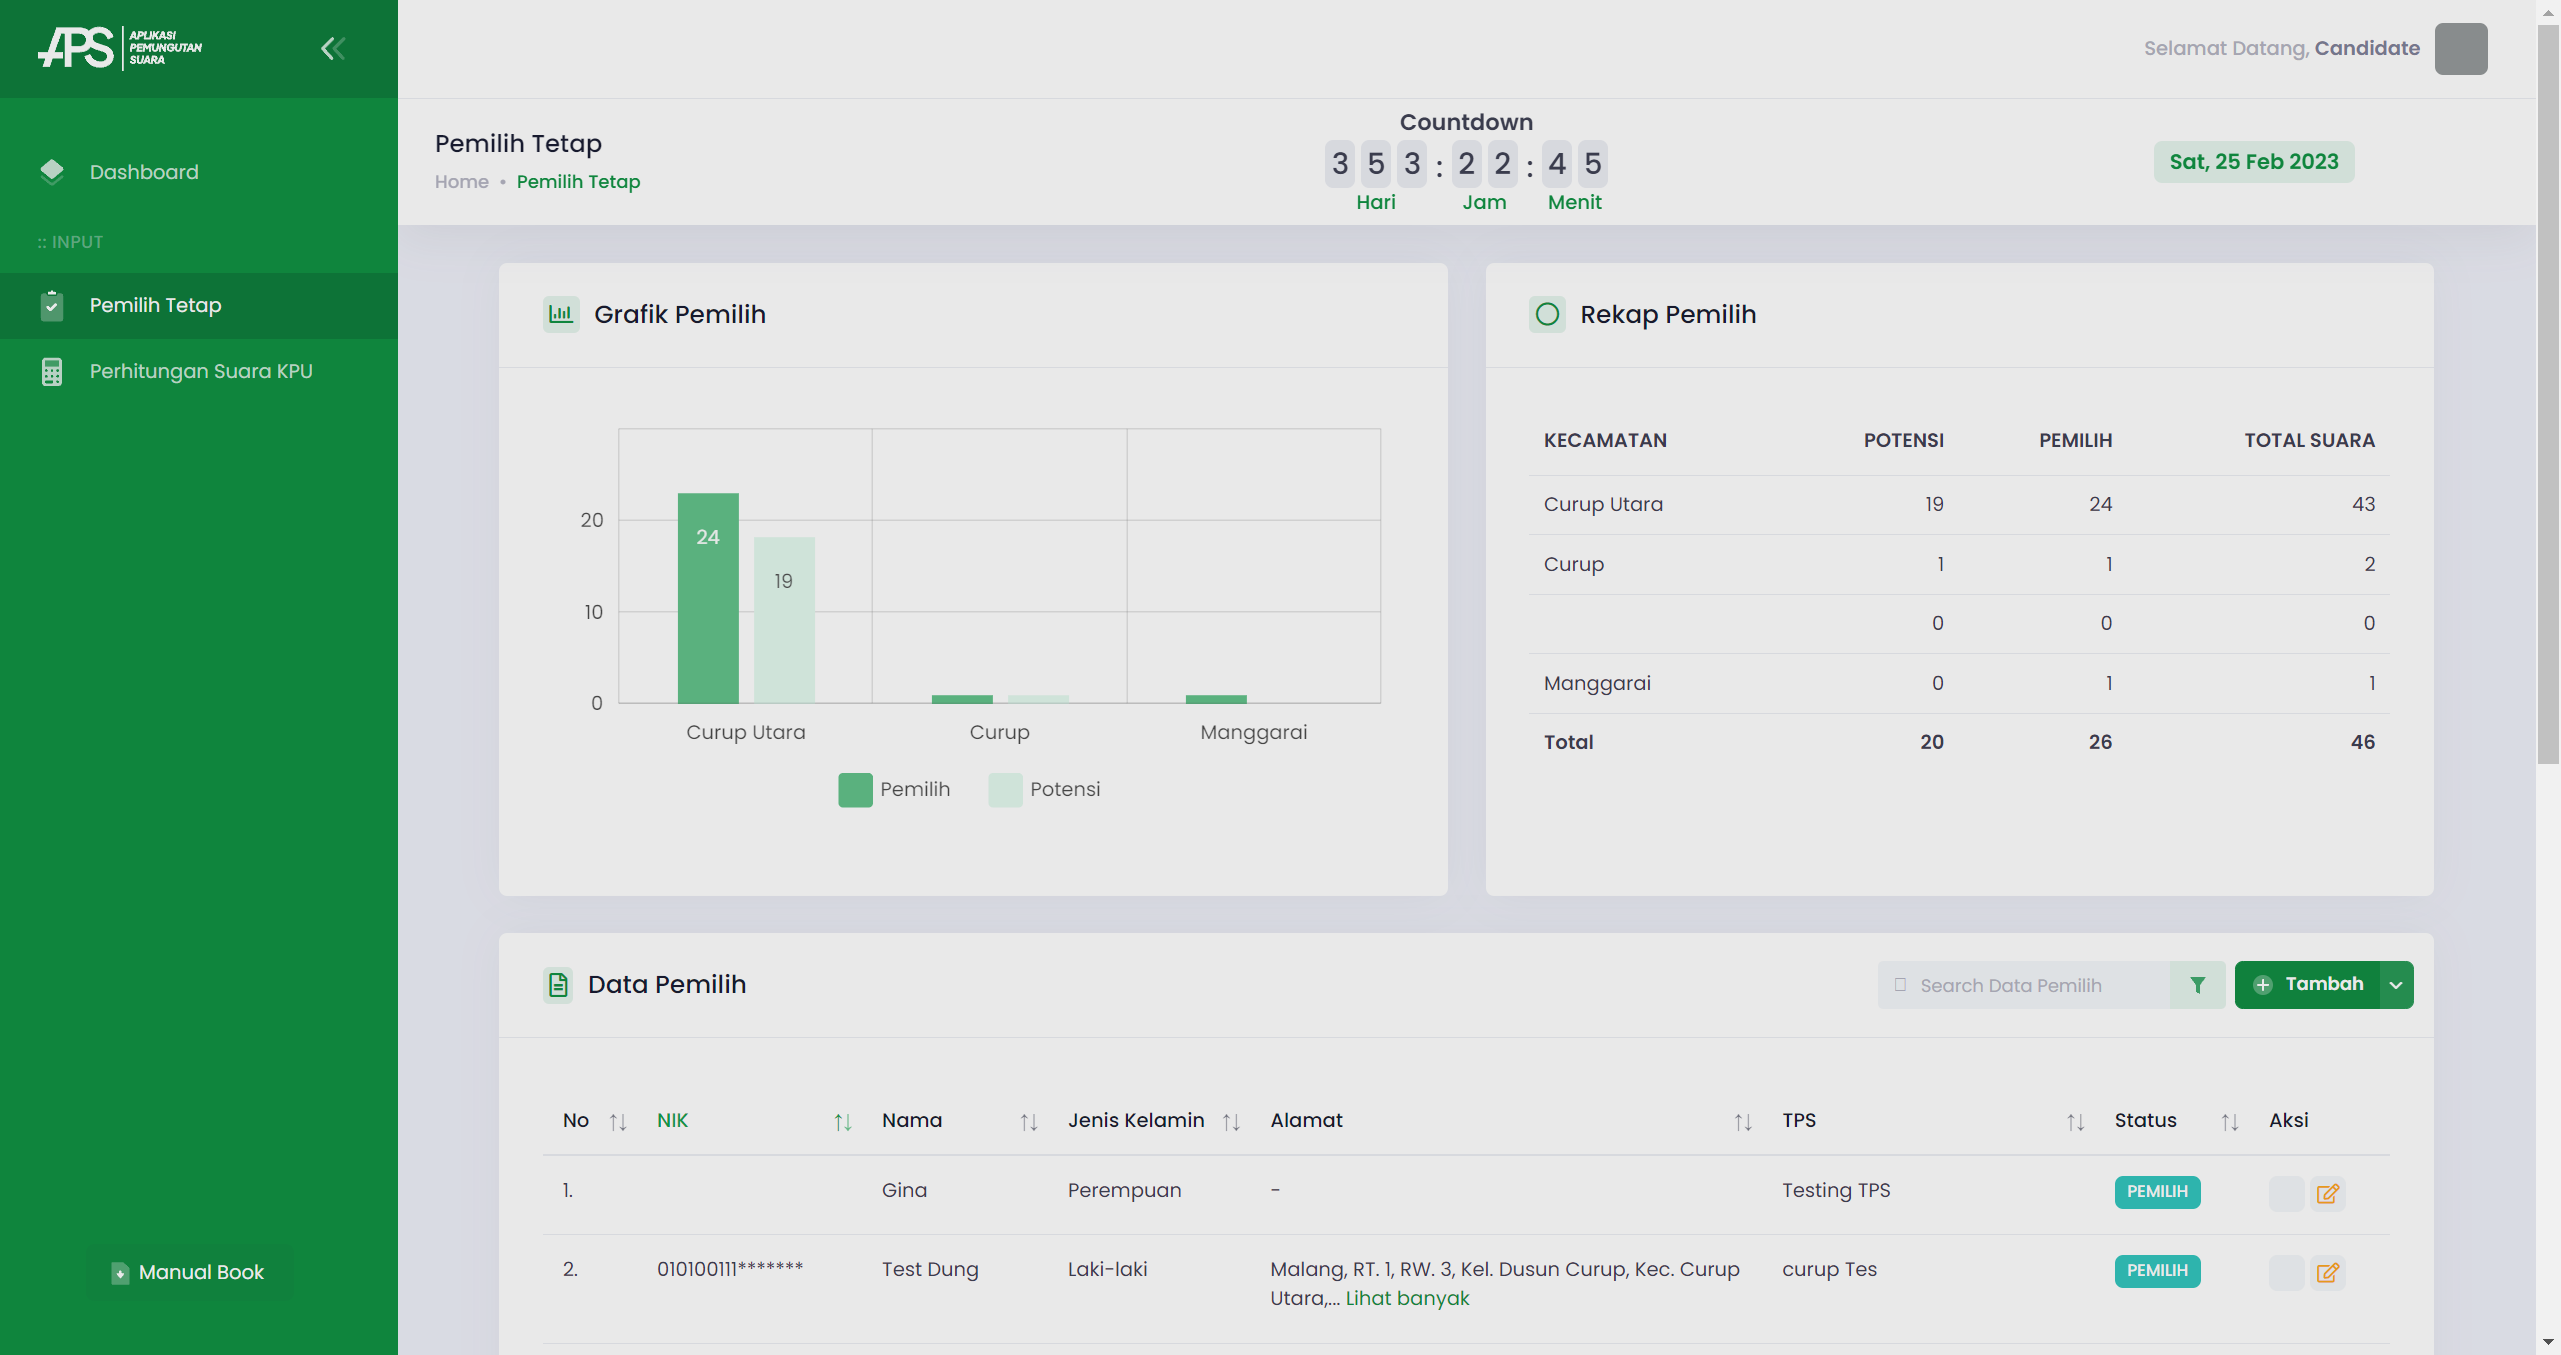 APS
APLIKASI
PEMUNGUTAN
SUARA
Selamat Datang, Candidate
Dashboard
:: INPUT
Pemilih Tetap
Perhitungan Suara KPU
Manual Book
Pemilih Tetap
Home • Pemilih Tetap
Countdown
3 5 3 : 2 2 : 4 5
Hari Jam Menit
Sat, 25 Feb 2023
Grafik Pemilih
20
10
0
24
19
Curup Utara Curup Manggarai
Pemilih Potensi
Rekap Pemilih
KECAMATAN POTENSI PEMILIH TOTAL SUARA
Curup Utara 19 24 43
Curup 1 1 2
0 0 0
Manggarai 0 1 1
Total 20 26 46
Data Pemilih
Search Data Pemilih
Tambah
No NIK Nama Jenis Kelamin Alamat TPS Status Aksi
1. Gina Perempuan - Testing TPS PEMILIH
2. 010100111******* Test Dung Laki-laki Malang, RT. 1, RW. 3, Kel. Dusun Curup, Kec. Curup curup Tes PEMILIH
Utara,... Lihat banyak